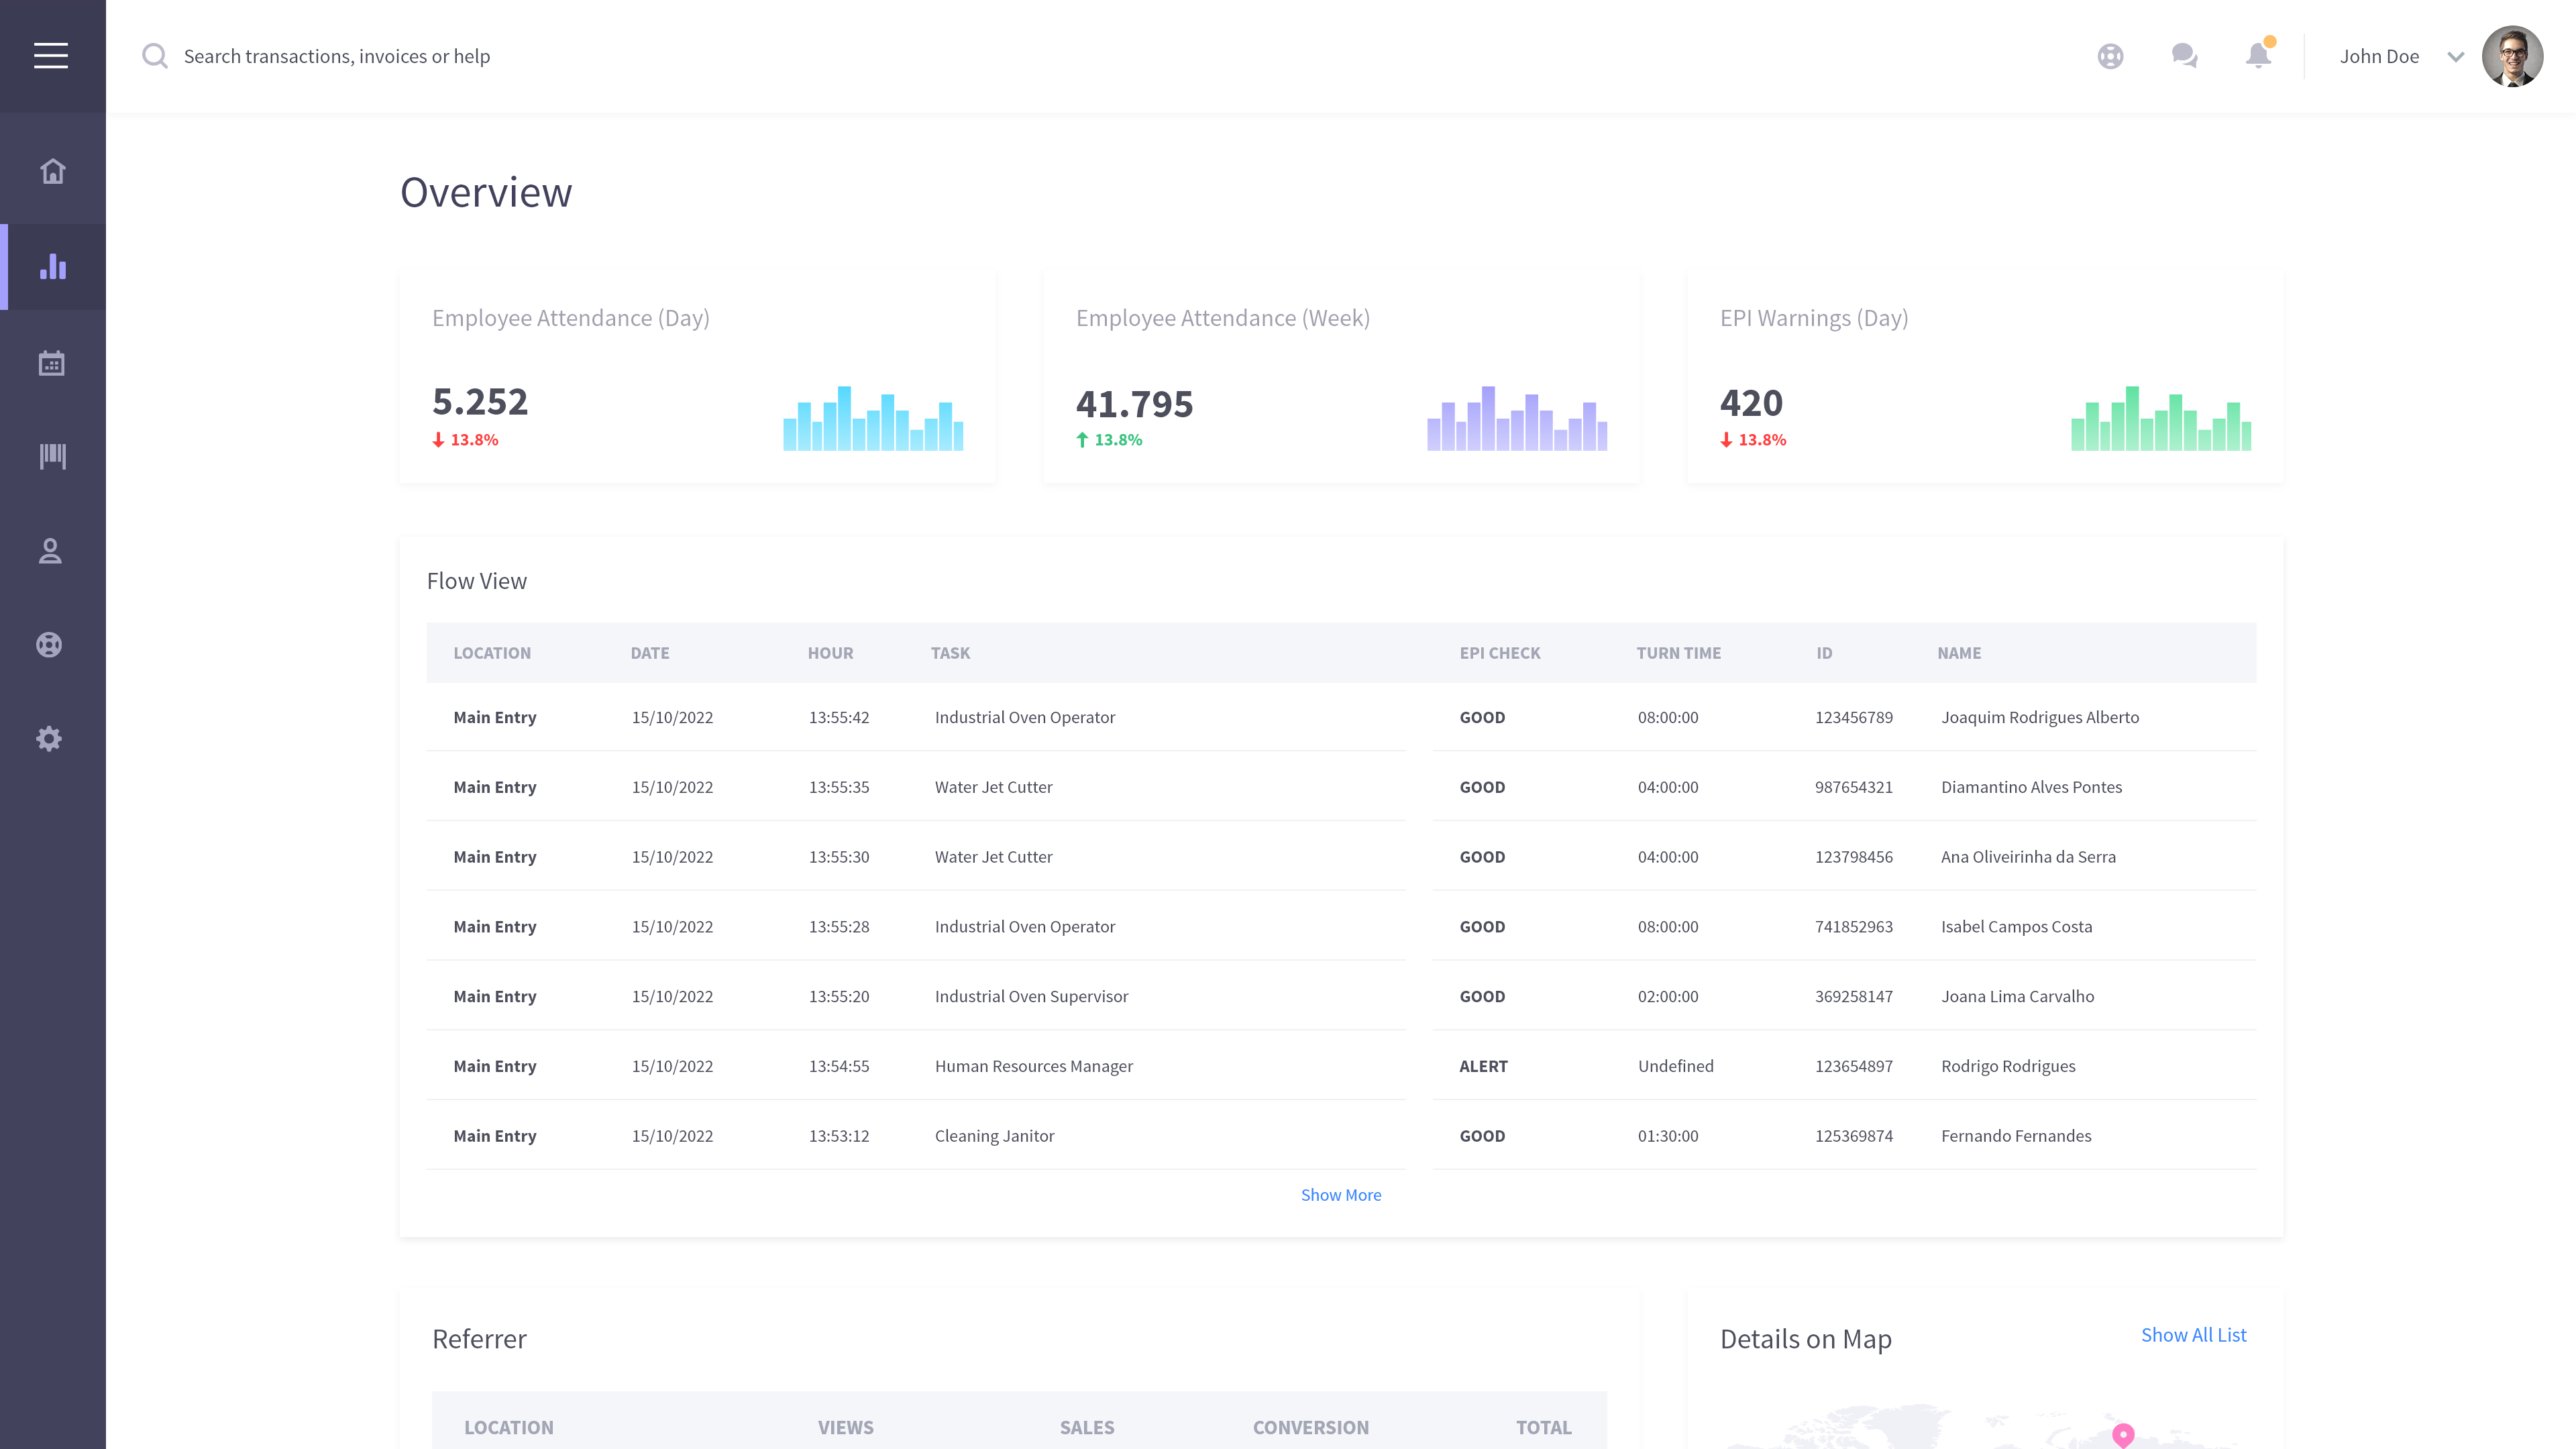 Search transactions, invoices or help
John Doe
Overview
Employee Attendance (Day)
5.252
13.8%
Employee Attendance (Week)
41.795
13.8%
EPI Warnings (Day)
420
13.8%
Flow View
LOCATION DATE HOUR TASK EPI CHECK TURN TIME ID NAME
Main Entry 15/10/2022 13:55:42 Industrial Oven Operator GOOD 08:00:00 123456789 Joaquim Rodrigues Alberto
Main Entry 15/10/2022 13:55:35 Water Jet Cutter GOOD 04:00:00 987654321 Diamantino Alves Pontes
Main Entry 15/10/2022 13:55:30 Water Jet Cutter GOOD 04:00:00 123798456 Ana Oliveirinha da Serra
Main Entry 15/10/2022 13:55:28 Industrial Oven Operator GOOD 08:00:00 741852963 Isabel Campos Costa
Main Entry 15/10/2022 13:55:20 Industrial Oven Supervisor GOOD 02:00:00 369258147 Joana Lima Carvalho
Main Entry 15/10/2022 13:54:55 Human Resources Manager ALERT Undefined 123654897 Rodrigo Rodrigues
Main Entry 15/10/2022 13:53:12 Cleaning Janitor GOOD 01:30:00 125369874 Fernando Fernandes
Show More
Referrer
LOCATION VIEWS SALES CONVERSION TOTAL
Details on Map Show All List